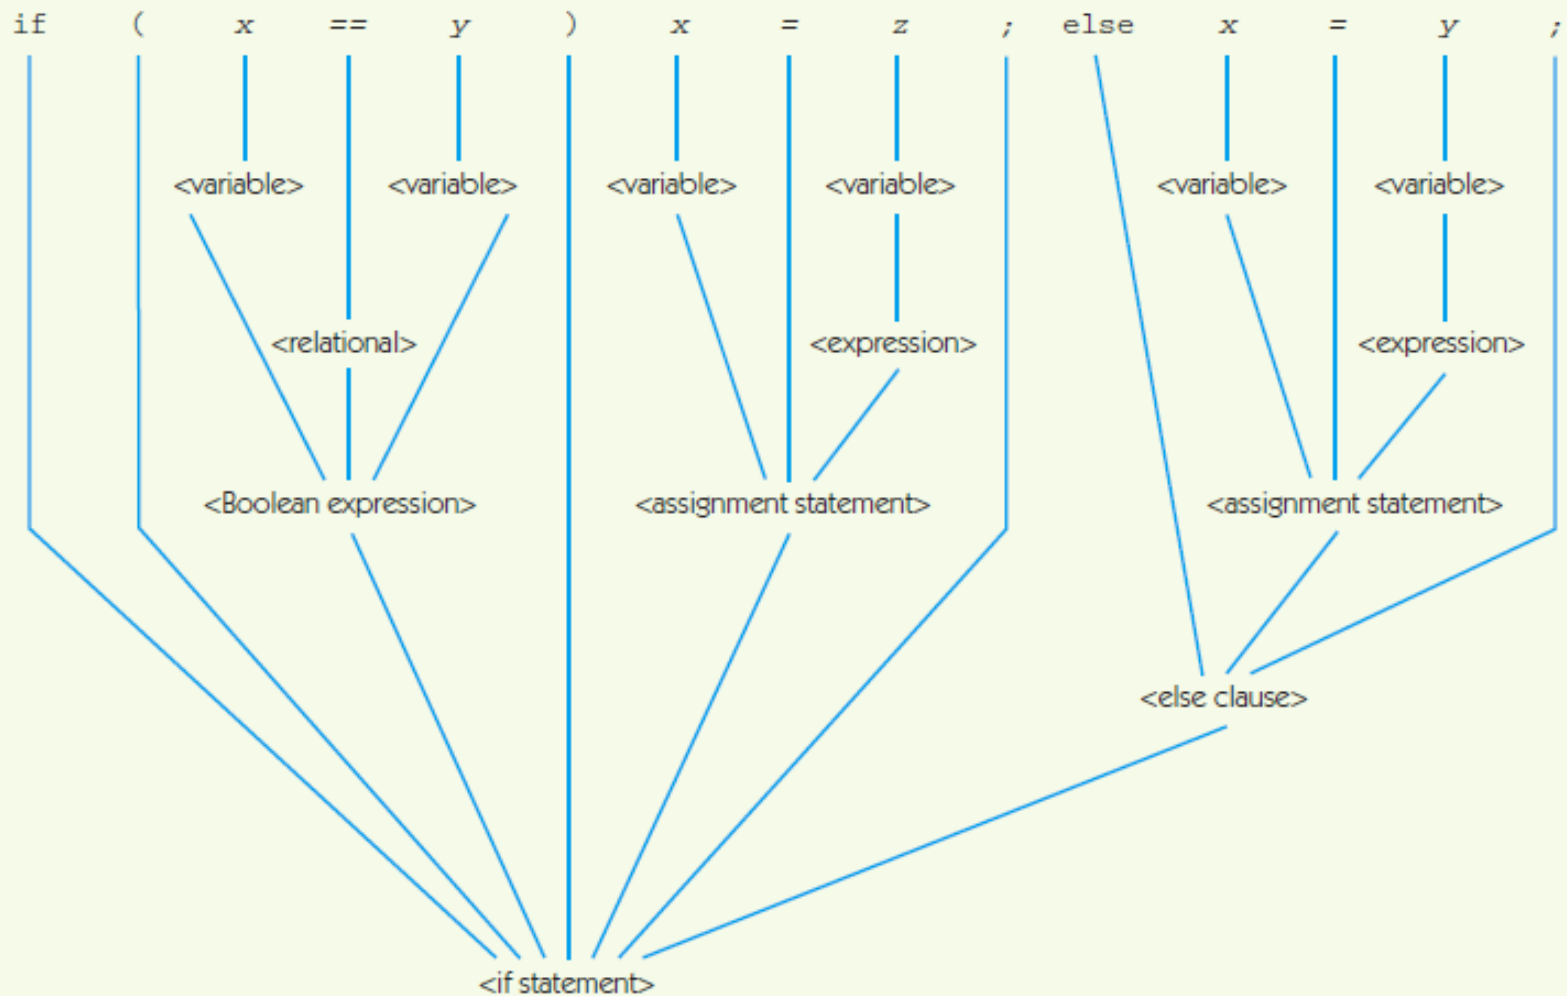 if ( x == y ) x = z ; else x = y ;
<variable> <variable> <variable> <variable> <variable> <variable>
<relational> <expression> <expression>
<Boolean expression> <assignment statement> <assignment statement>
<else clause>
<if statement>